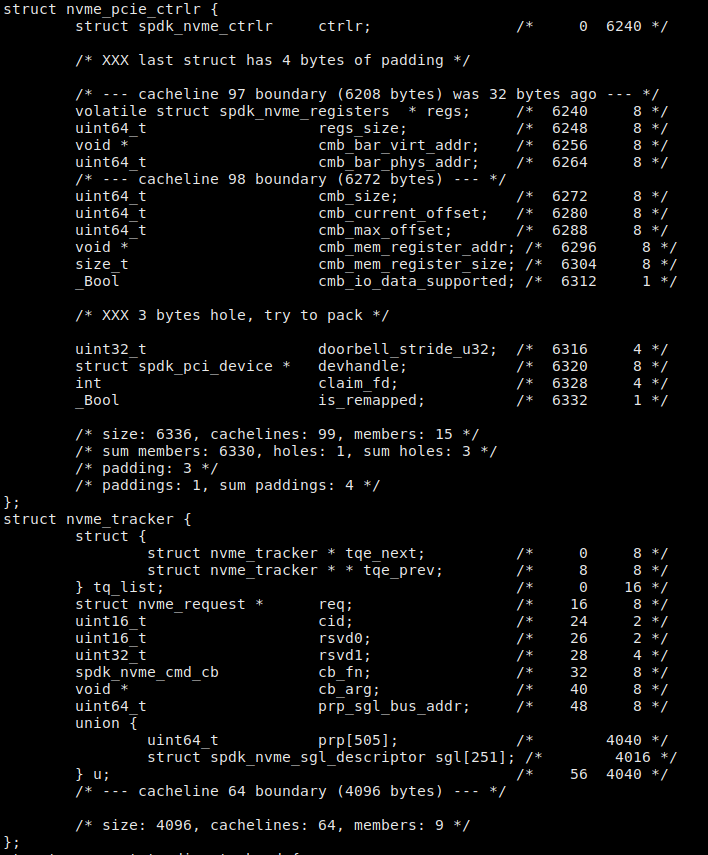 struct nvme_pcie_ctrlr {
        struct spdk_nvme_ctrlr     ctrlr;                /*     0  6240 */

        /* XXX last struct has 4 bytes of padding */

        /* --- cacheline 97 boundary (6208 bytes) was 32 bytes ago --- */
        volatile struct spdk_nvme_registers  * regs;     /*  6240     8 */
        uint64_t                   regs_size;            /*  6248     8 */
        void *                     cmb_bar_virt_addr;    /*  6256     8 */
        uint64_t                   cmb_bar_phys_addr;    /*  6264     8 */
        /* --- cacheline 98 boundary (6272 bytes) --- */
        uint64_t                   cmb_size;             /*  6272     8 */
        uint64_t                   cmb_current_offset;   /*  6280     8 */
        uint64_t                   cmb_max_offset;       /*  6288     8 */
        void *                     cmb_mem_register_addr; /*  6296     8 */
        size_t                     cmb_mem_register_size; /*  6304     8 */
        _Bool                      cmb_io_data_supported; /*  6312     1 */

        /* XXX 3 bytes hole, try to pack */

        uint32_t                   doorbell_stride_u32;  /*  6316     4 */
        struct spdk_pci_device *   devhandle;            /*  6320     8 */
        int                        claim_fd;             /*  6328     4 */
        _Bool                      is_remapped;          /*  6332     1 */

        /* size: 6336, cachelines: 99, members: 15 */
        /* sum members: 6330, holes: 1, sum holes: 3 */
        /* padding: 3 */
        /* paddings: 1, sum paddings: 4 */
};
struct nvme_tracker {
        struct {
                struct nvme_tracker * tqe_next;          /*     0     8 */
                struct nvme_tracker * * tqe_prev;        /*     8     8 */
        } tq_list;                                       /*     0    16 */
        struct nvme_request *      req;                  /*    16     8 */
        uint16_t                   cid;                  /*    24     2 */
        uint16_t                   rsvd0;                /*    26     2 */
        uint32_t                   rsvd1;                /*    28     4 */
        spdk_nvme_cmd_cb           cb_fn;                /*    32     8 */
        void *                     cb_arg;               /*    40     8 */
        uint64_t                   prp_sgl_bus_addr;     /*    48     8 */
        union {
                uint64_t           prp[505];             /*        4040 */
                struct spdk_nvme_sgl_descriptor sgl[251]; /*        4016 */
        } u;                                             /*    56  4040 */
        /* --- cacheline 64 boundary (4096 bytes) --- */

        /* size: 4096, cachelines: 64, members: 9 */
};